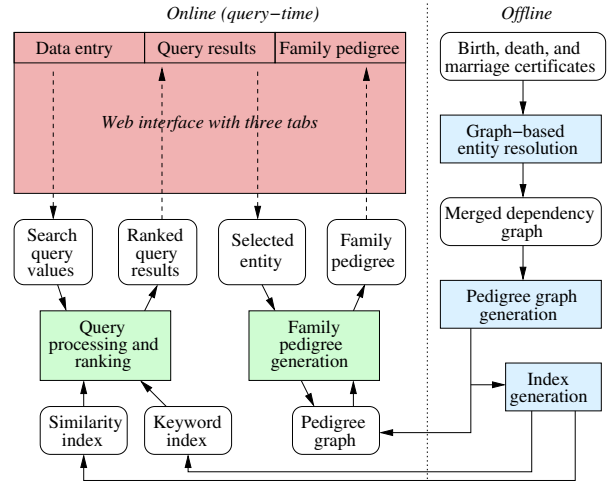 Online (query−time)
Offline
Data entry
Query results
Family pedigree
Web interface with three tabs
Birth, death, and
marriage certificates
Graph−based
entity resolution
Merged dependency
graph
Pedigree graph
generation
Index
generation
Search
query
values
Ranked
query
results
Selected
entity
Family
pedigree
Query
processing and
ranking
Family
pedigree
generation
Similarity
index
Keyword
index
Pedigree
graph